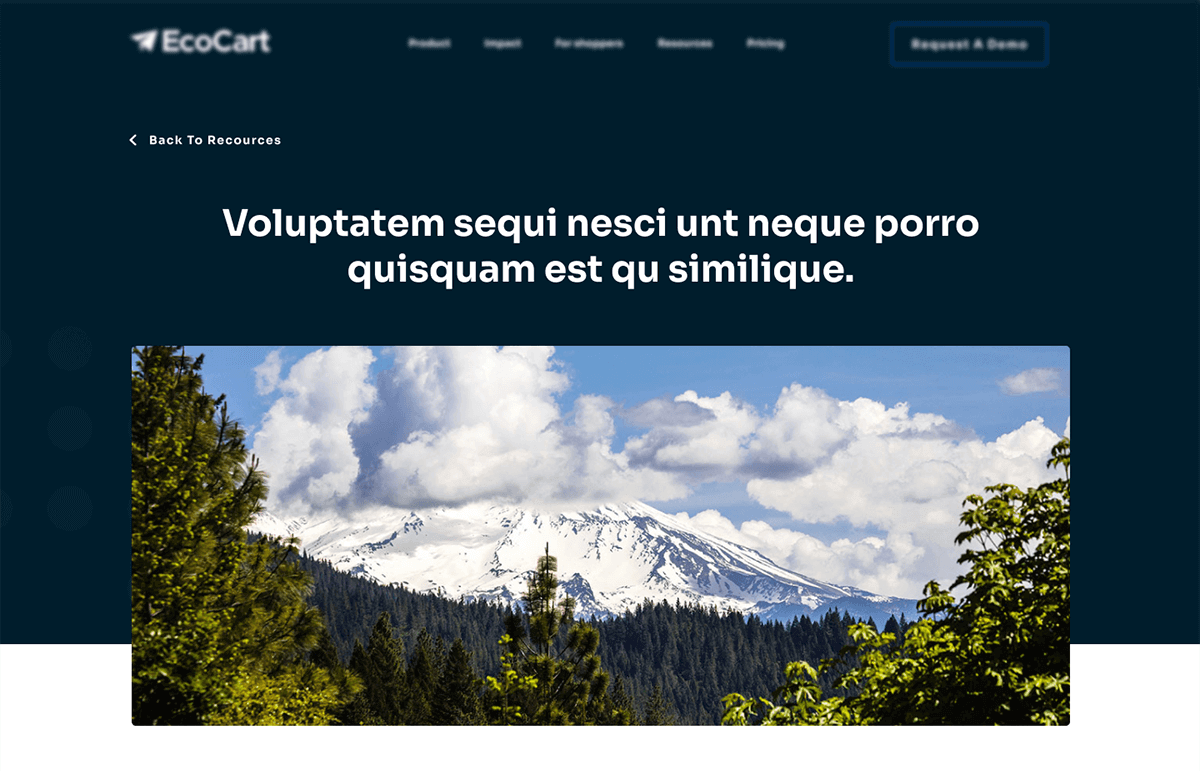 EcoCart
Product Impact For shoppers Resources Pricing Request A Demo
Back To Recources
Voluptatem sequi nesci unt neque porro
quisquam est qu similique.